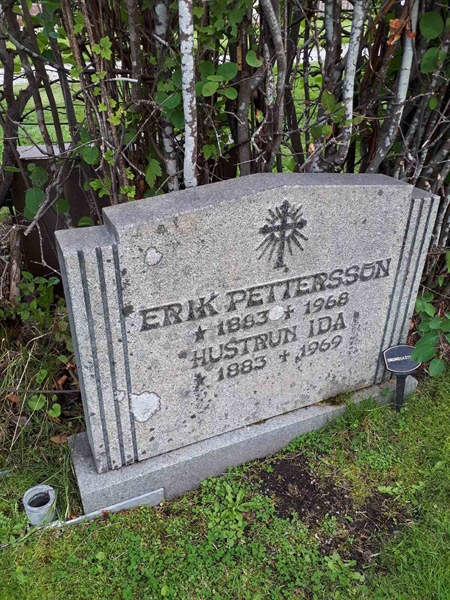 ERIK PETTERSSON
* 1883 ✝ 1968
HUSTRUN IDA
* 1883 ✝ 1969